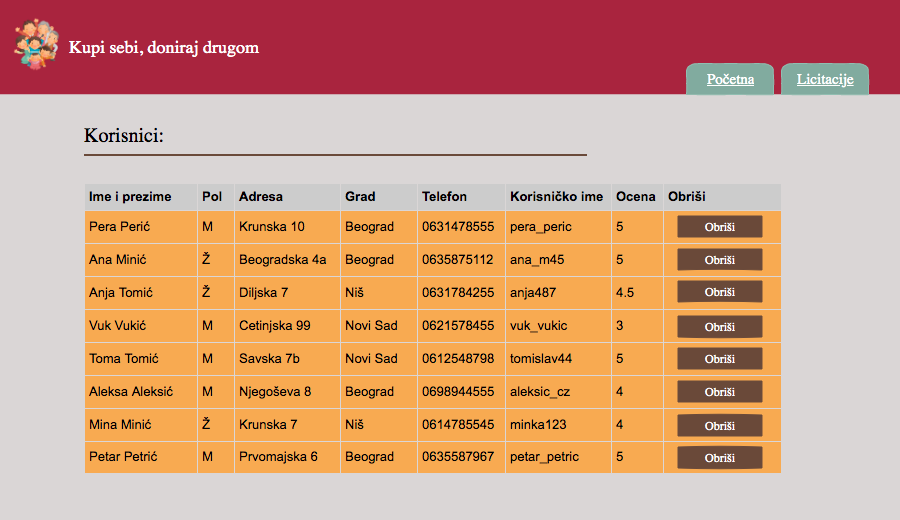 Kupi sebi, doniraj drugom
Početna Licitacije
Korisnici:
Ime i prezime Pol Adresa Grad Telefon Korisničko ime Ocena Obriši
Pera Perić M Krunska 10 Beograd 0631478555 pera_peric 5 Obriši
Ana Minić Ž Beogradska 4a Beograd 0635875112 ana_m45 5 Obriši
Anja Tomić Ž Diljska 7 Niš 0631784255 anja487 4.5 Obriši
Vuk Vukić M Cetinjska 99 Novi Sad 0621578455 vuk_vukic 3 Obriši
Toma Tomić M Savska 7b Novi Sad 0612548798 tomislav44 5 Obriši
Aleksa Aleksić M Njegoševa 8 Beograd 0698944555 aleksic_cz 4 Obriši
Mina Minić Ž Krunska 7 Niš 0614785545 minka123 4 Obriši
Petar Petrić M Prvomajska 6 Beograd 0635587967 petar_petric 5 Obriši